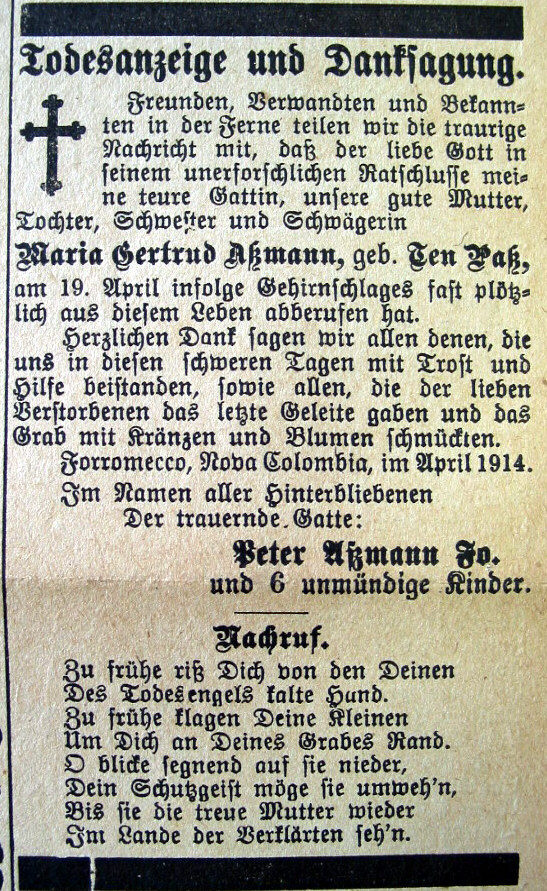 Todesanzeige und Danksagung.
Freunden, Verwandten und Bekann-
ten in der Ferne teilen wir die traurige
Nachricht mit, daß der liebe Gott in
seinem unerforschlichen Ratschlusse mei-
ne teure Gattin, unsere gute Mutter,
Tochter, Schwester und Schwägerin
Maria Gertrud Aßmann, geb. Ten Paß,
am 19. April infolge Gehirnschlages fast plötz-
lich aus diesem Leben abberufen hat.
Herzlichen Dank sagen wir allen denen, die
uns in diesen schweren Tagen mit Trost und
Hilfe beistanden, sowie allen, die der lieben
Verstorbenen das letzte Geleite gaben und das
Grab mit Kränzen und Blumen schmückten.
Forromecco, Nova Colombia, im April 1914.
Im Namen aller Hinterbliebenen
Der trauernde Gatte:
Peter Aßmann Fo.
und 6 unmündige Kinder.
Nachruf.
Zu frühe riß Dich von den Deinen
Des Todesengels kalte Hund.
Zu frühe klagen Deine Kleinen
Um Dich an Deines Grabes Rand.
O blicke segnend auf sie nieder,
Dein Schutzgeist möge sie umweh'n,
Bis sie die treue Mutter wieder
Im Lande der Verklärten seh'n.